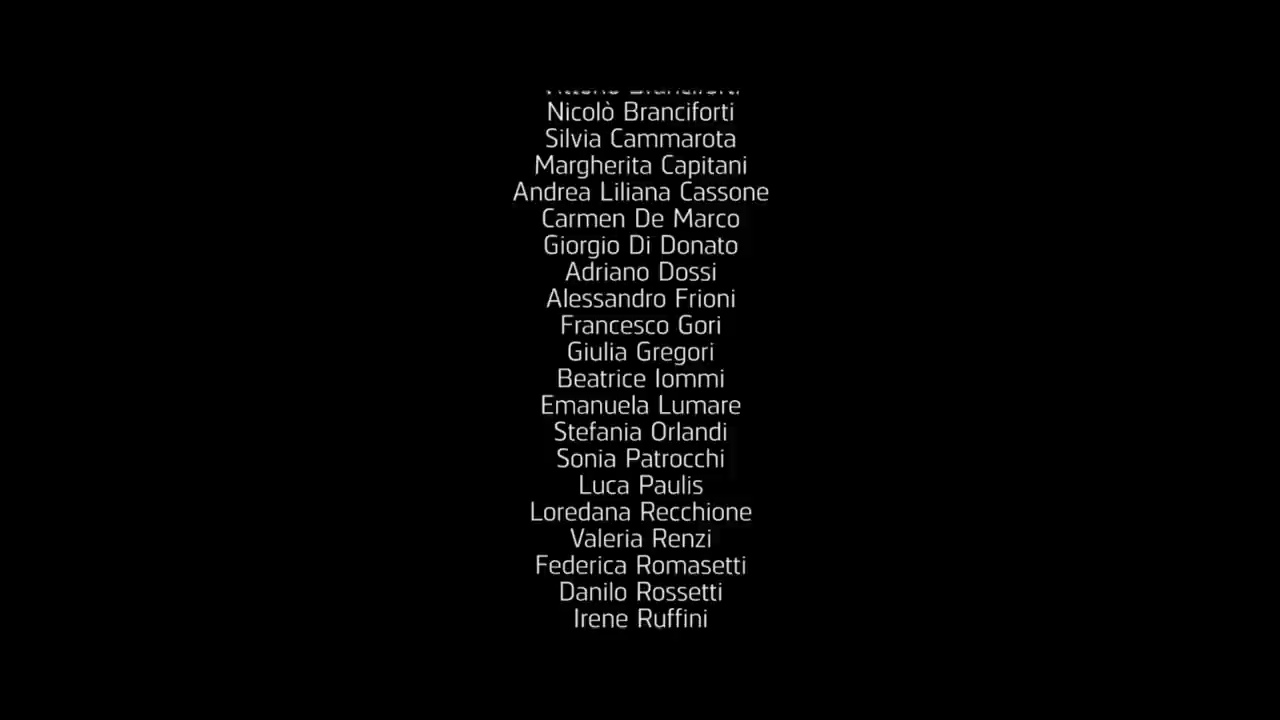 Nicolò Branciforti
Silvia Cammarota
Margherita Capitani
Andrea Liliana Cassone
Carmen De Marco
Giorgio Di Donato
Adriano Dossi
Alessandro Frioni
Francesco Gori
Giulia Gregori
Beatrice Iommi
Emanuela Lumare
Stefania Orlandi
Sonia Patrocchi
Luca Paulis
Loredana Recchione
Valeria Renzi
Federica Romasetti
Danilo Rossetti
Irene Ruffini